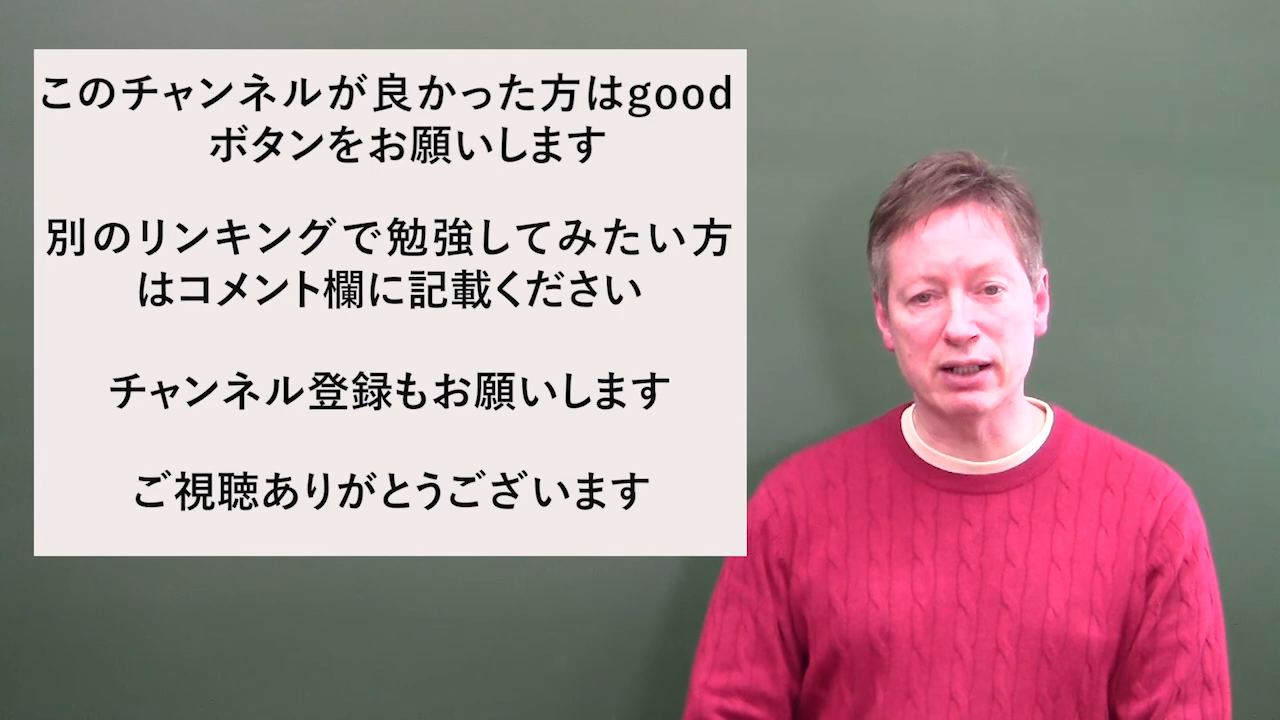 このチャンネルが良かった方はgood
ボタンをお願いします
別のリンキングで勉強してみたい方
はコメント欄に記載ください
チャンネル登録もお願いします
ご視聴ありがとうございます